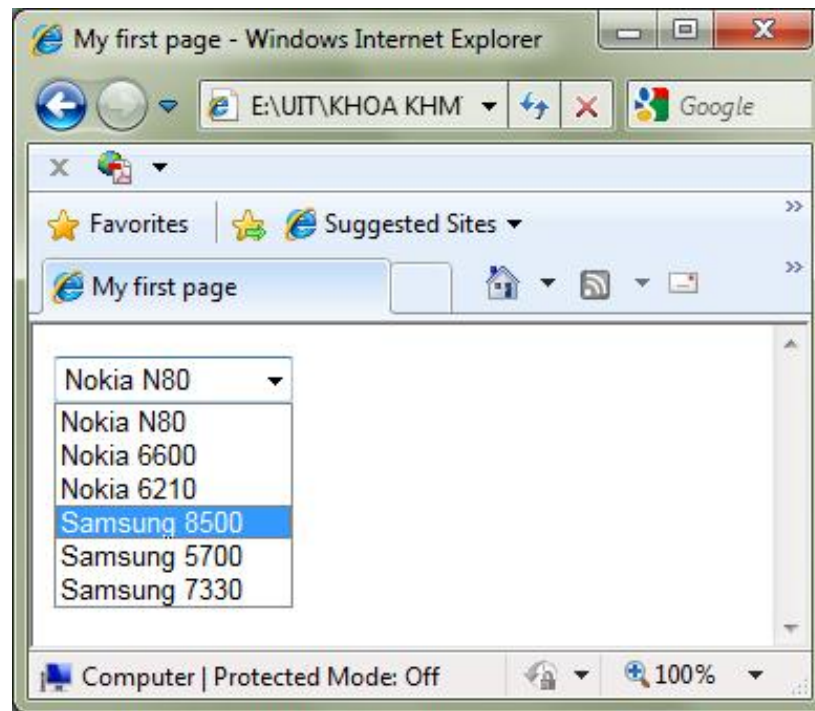 My first page - Windows Internet Explorer
E:\UIT\KHOA KHM
Google
X
Favorites
Suggested Sites
My first page
Nokia N80
Nokia N80
Nokia 6600
Nokia 6210
Samsung 8500
Samsung 5700
Samsung 7330
Computer | Protected Mode: Off
100%